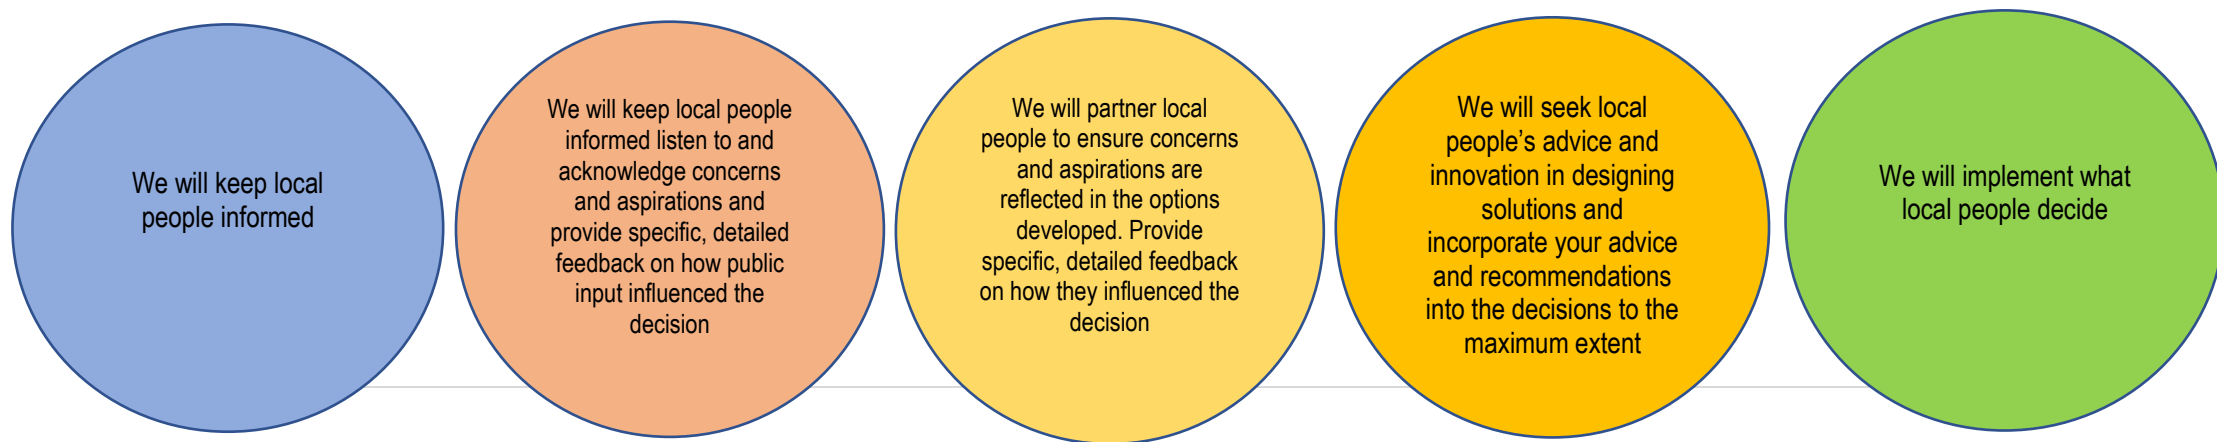 We will keep local
people informed
We will keep local people
informed listen to and
acknowledge concerns
and aspirations and
provide specific, detailed
feedback on how public
input influenced the
decision
We will partner local
people to ensure concerns
and aspirations are
reflected in the options
developed. Provide
specific, detailed feedback
on how they influenced the
decision
We will seek local
people’s advice and
innovation in designing
solutions and
incorporate your advice
and recommendations
into the decisions to the
maximum extent
We will implement what
local people decide